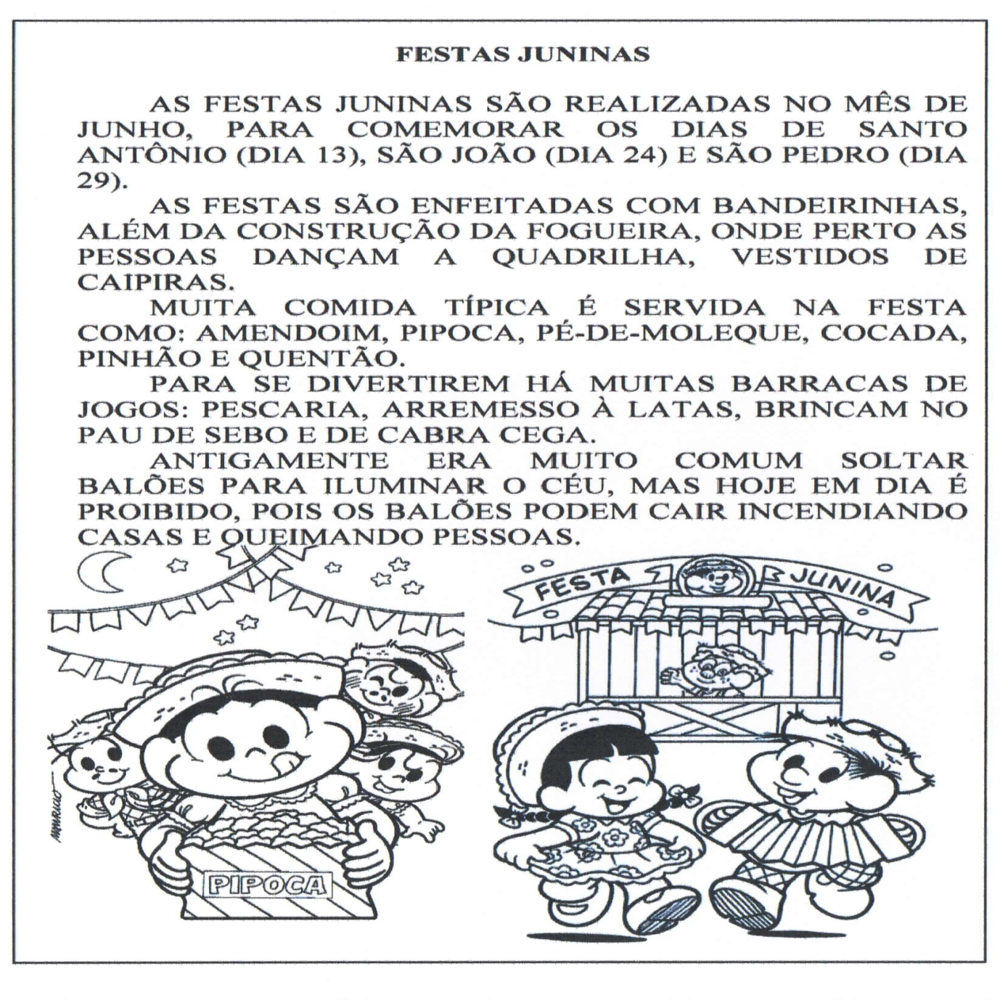 FESTAS JUNINAS
AS FESTAS JUNINAS SÃO REALIZADAS NO MÊS DE
JUNHO, PARA COMEMORAR OS DIAS DE SANTO
ANTÔNIO (DIA 13), SÃO JOÃO (DIA 24) E SÃO PEDRO (DIA
29).
AS FESTAS SÃO ENFEITADAS COM BANDEIRINHAS,
ALÉM DA CONSTRUÇÃO DA FOGUEIRA, ONDE PERTO AS
PESSOAS DANÇAM A QUADRILHA, VESTIDOS DE
CAIPIRAS.
MUITA COMIDA TÍPICA É SERVIDA NA FESTA
COMO: AMENDOIM, PIPOCA, PÉ-DE-MOLEQUE, COCADA,
PINHÃO E QUENTÃO.
PARA SE DIVERTIREM HÁ MUITAS BARRACAS DE
JOGOS: PESCARIA, ARREMESSO À LATAS, BRINCAM NO
PAU DE SEBO E DE CABRA CEGA.
ANTIGAMENTE ERA MUITO COMUM SOLTAR
BALÕES PARA ILUMINAR O CÉU, MAS HOJE EM DIA É
PROIBIDO, POIS OS BALÕES PODEM CAIR INCENDIANDO
CASAS E QUEIMANDO PESSOAS.
FESTA JUNINA
MAURICIO
PIPOCA